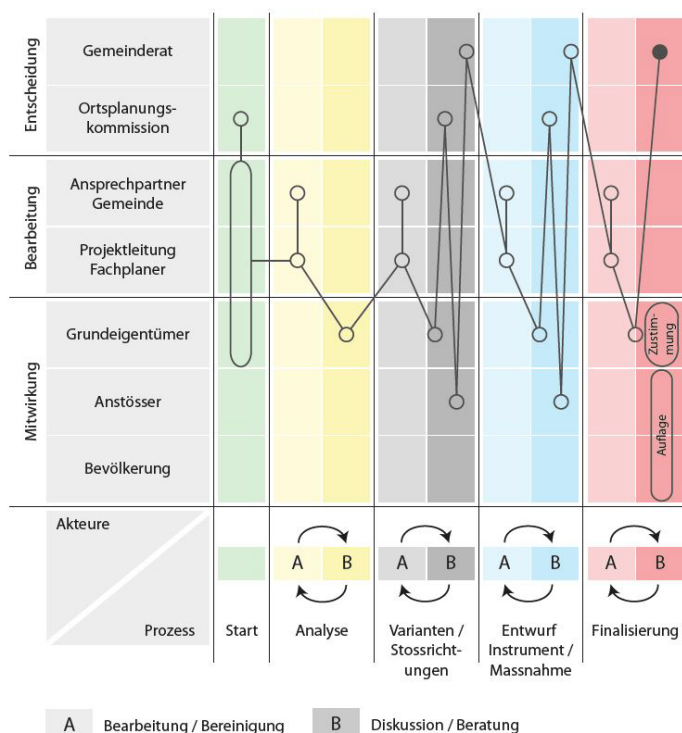 Entscheidung
Gemeinderat
Ortsplanungs-
kommission
Bearbeitung
Ansprechpartner
Gemeinde
Projektleitung
Fachplaner
Mitwirkung
Grundeigentümer
Anstösser
Bevölkerung
Zustim-
mung
Auflage
Akteure
Prozess
A B
A B
A B
A B
Start
Analyse
Varianten /
Stossricht-
ungen
Entwurf
Instrument /
Massnahme
Finalisierung
A Bearbeitung / Bereinigung
B Diskussion / Beratung